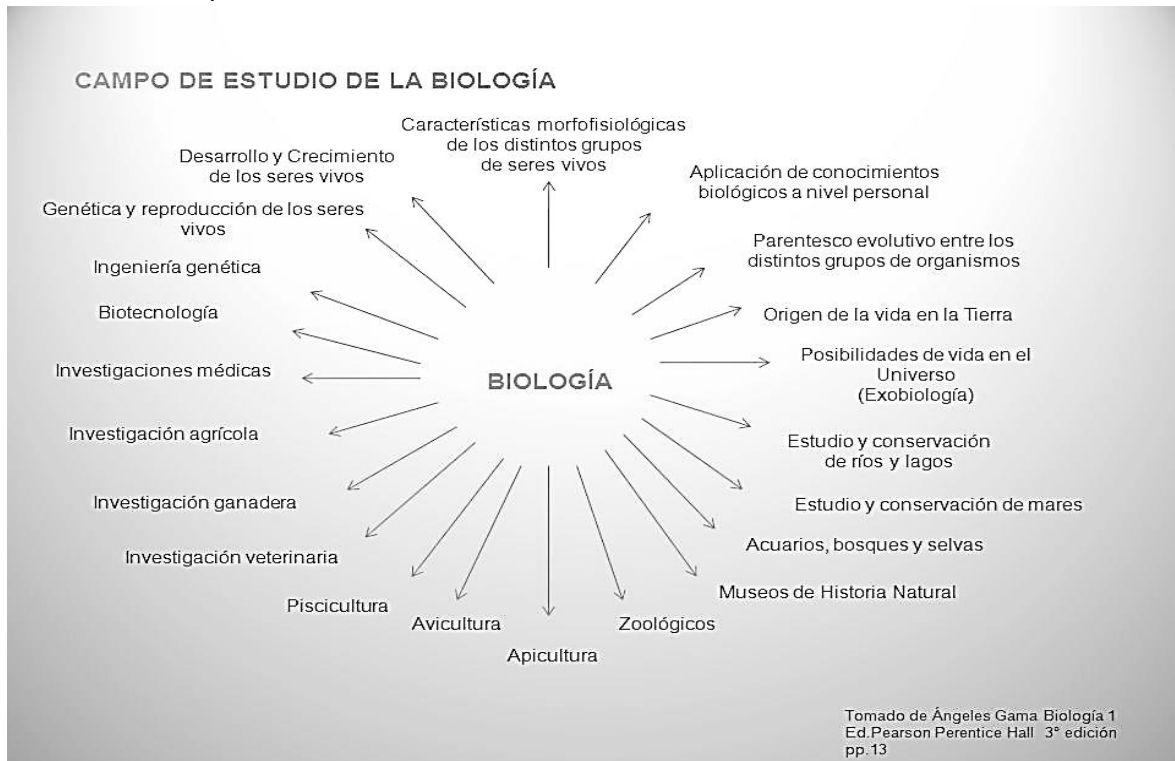 CAMPO DE ESTUDIO DE LA BIOLOGÍA
Características morfofisiológicas
de los distintos grupos
de seres vivos
Desarrollo y Crecimiento
de los seres vivos
Aplicación de conocimientos
biológicos a nivel personal
Genética y reproducción de los seres
vivos
Parentesco evolutivo entre los
distintos grupos de organismos
Ingeniería genética
Origen de la vida en la Tierra
Biotecnología
Posibilidades de vida en el
Universo
(Exobiología)
Investigaciones médicas
BIOLOGÍA
Investigación agrícola
Estudio y conservación
de ríos y lagos
Investigación ganadera
Estudio y conservación de mares
Investigación veterinaria
Acuarios, bosques y selvas
Piscicultura
Museos de Historia Natural
Avicultura
Zoológicos
Apicultura
Tomado de Ángeles Gama Biología 1
Ed.Pearson Perentice Hall 3° edición
pp.13